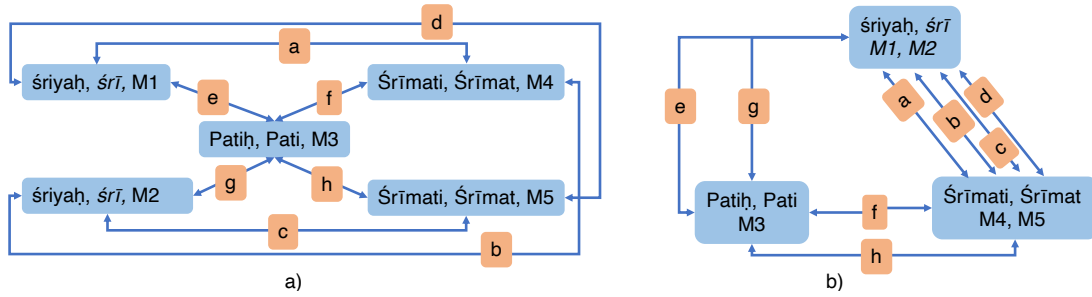 d
a
śriyaḥ, śrī, M1
Śrīmati, Śrīmat, M4
e
f
Patiḥ, Pati, M3
g
h
śriyaḥ, śrī, M2
Śrīmati, Śrīmat, M5
c
b
a)
śriyaḥ, śrī
M1, M2
e
g
a
b
c
d
Patiḥ, Pati
M3
f
Śrīmati, Śrīmat
M4, M5
h
b)